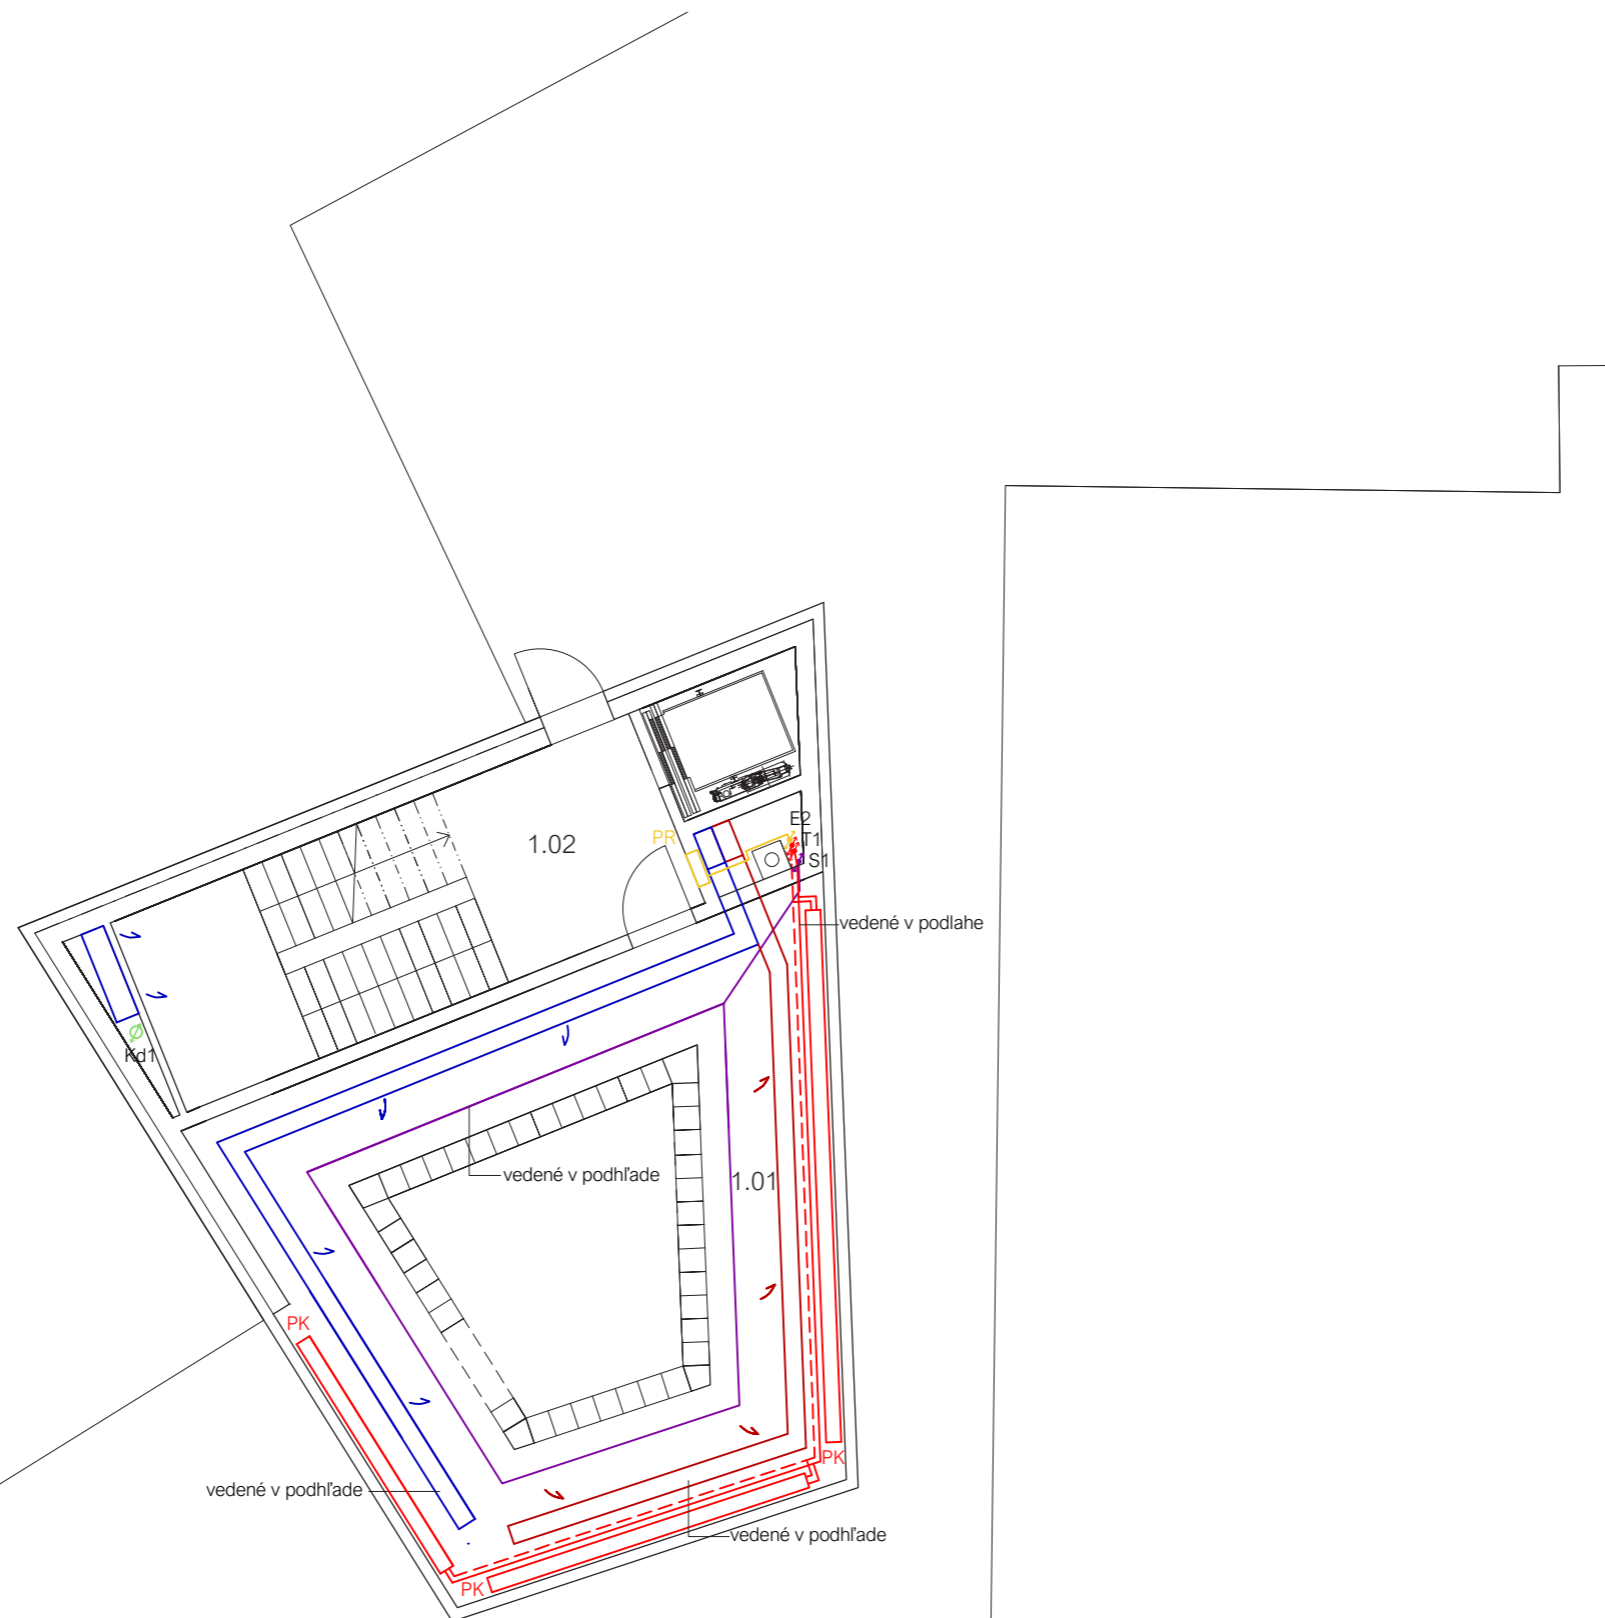 E2
PR
T1
1.02
S1
vedené v podlahe
Kd1
vedené v podhľade
1.01
PK
PK
vedené v podhľade
vedené v podhľade
PK